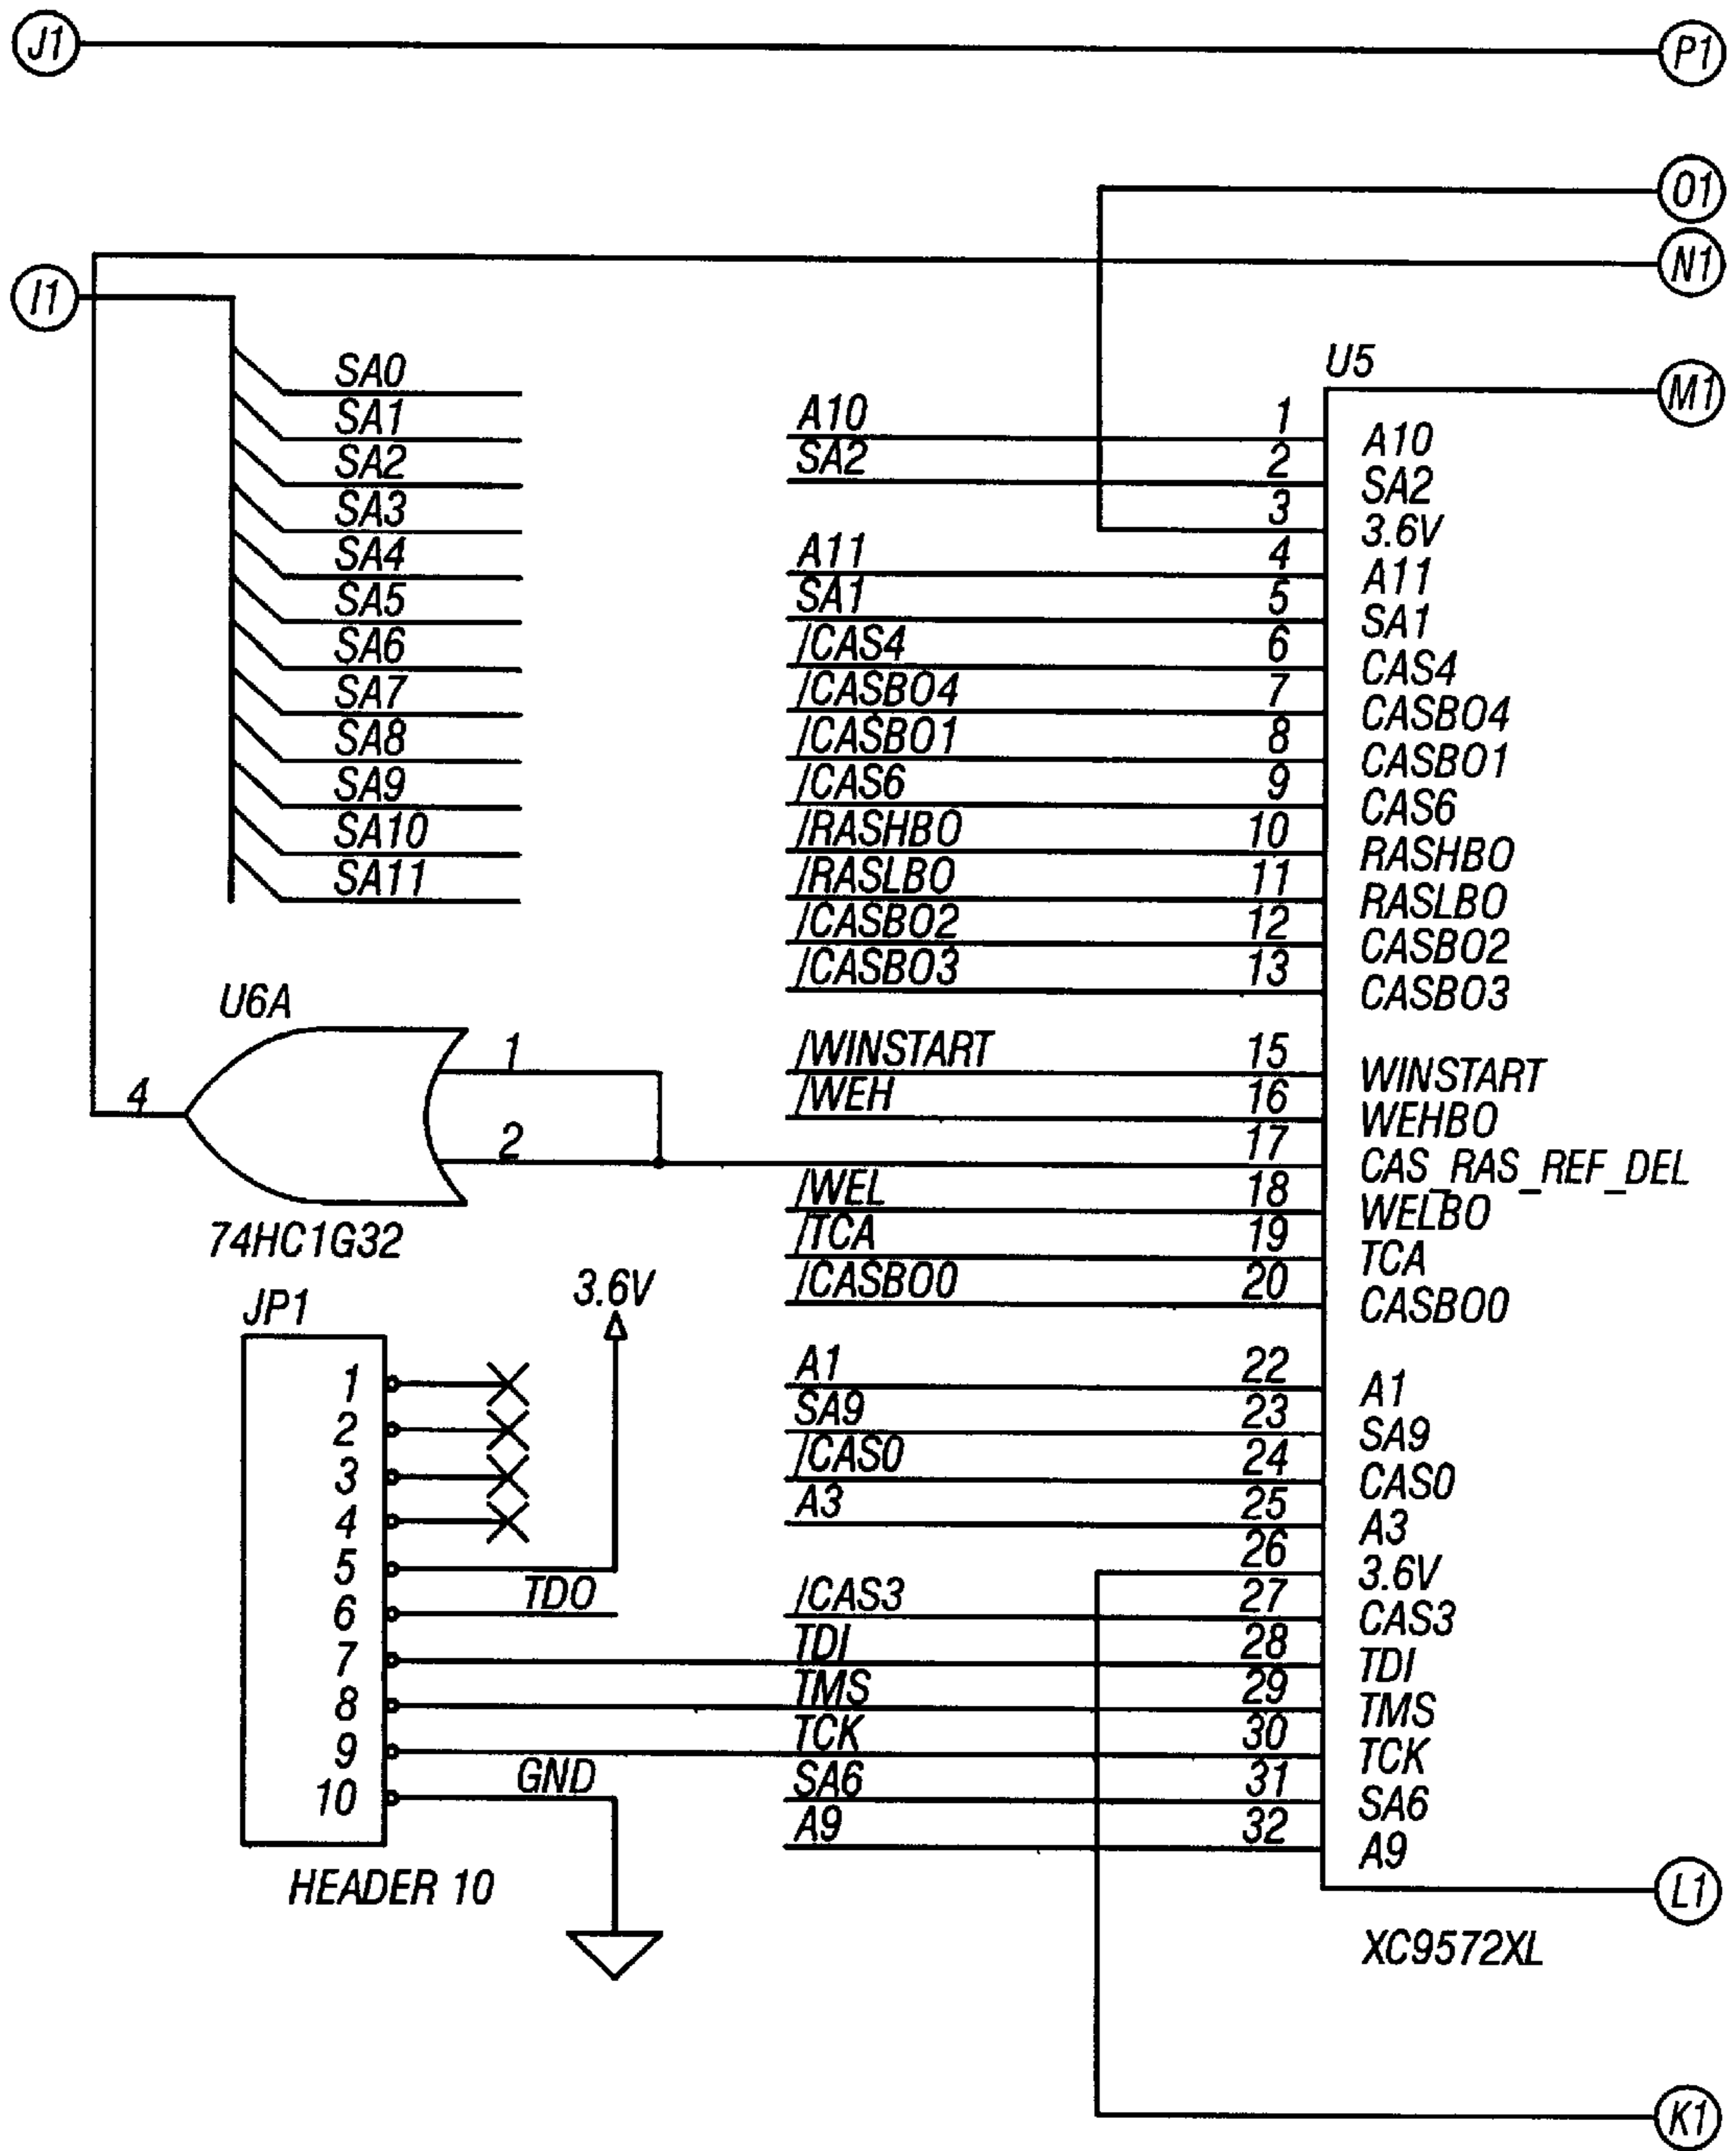 J1
P1
O1
N1
I1
M1
SA0
SA1
SA2
SA3
SA4
SA5
SA6
SA7
SA8
SA9
SA10
SA11
U6A
1
2
4
74HC1G32
JP1
3.6V
1
2
3
4
5
6 TDO
7
8
9
10 GND
HEADER 10
U5
A10 1 A10
SA2 2 SA2
3 3.6V
A11 4 A11
SA1 5 SA1
/CAS4 6 CAS4
/CASBO4 7 CASBO4
/CASBO1 8 CASBO1
/CAS6 9 CAS6
/RASHBO 10 RASHBO
/RASLBO 11 RASLBO
/CASBO2 12 CASBO2
/CASBO3 13 CASBO3
/WINSTART 15 WINSTART
/WEH 16 WEHBO
17 CAS_RAS_REF_DEL
/WEL 18 WELBO
/TCA 19 TCA
/CASBO0 20 CASBO0
A1 22 A1
SA9 23 SA9
/CAS0 24 CAS0
A3 25 A3
26 3.6V
/CAS3 27 CAS3
TDI 28 TDI
TMS 29 TMS
TCK 30 TCK
SA6 31 SA6
A9 32 A9
L1
XC9572XL
K1